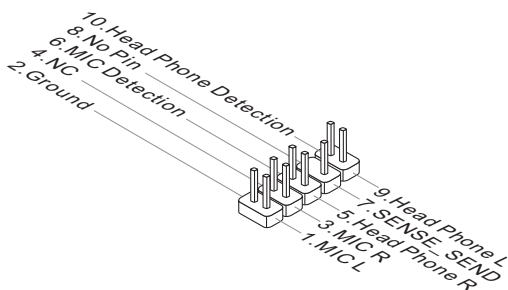 10.Head Phone Detection
8.No Pin
6.MIC Detection
4.NC
2.Ground
9.Head Phone L
7.SENSE_SEND
5.Head Phone R
3.MIC R
1.MIC L